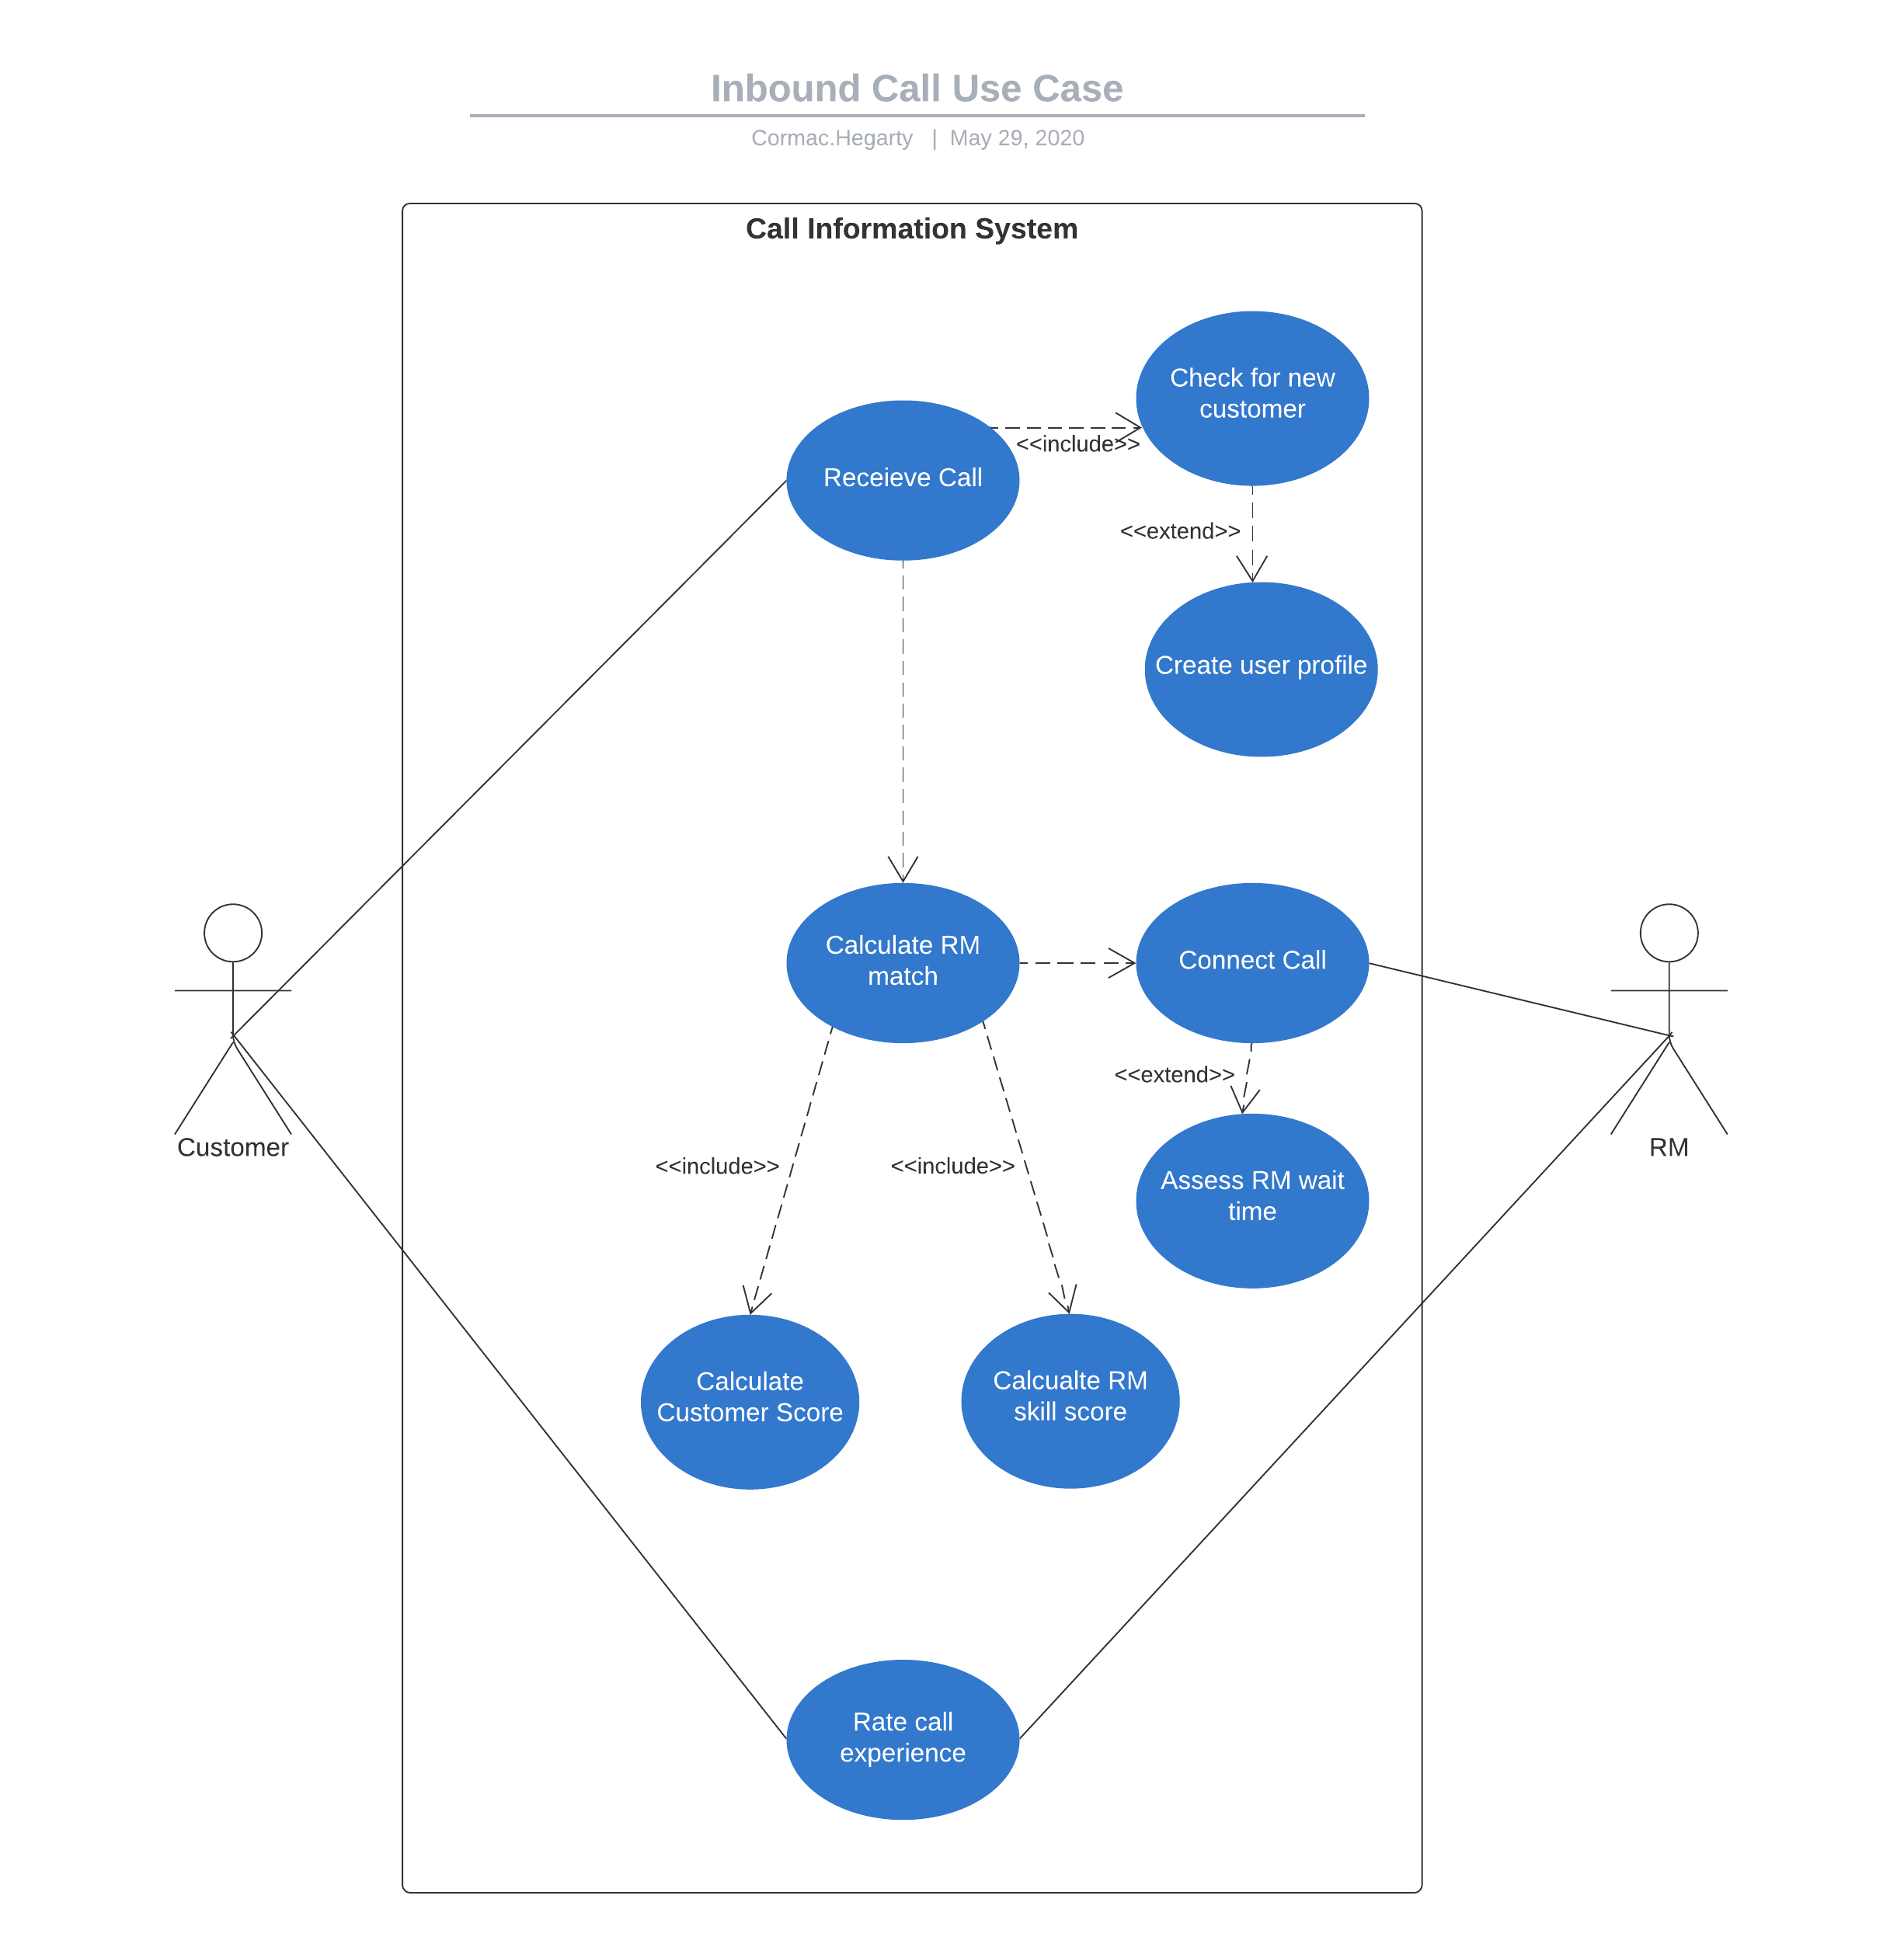 Inbound Call Use Case
Cormac.Hegarty | May 29, 2020
Call Information System
Check for new
customer
<<include>>
Receieve Call
<<extend>>
Create user profile
Calculate RM
match
Connect Call
<<extend>>
Customer
RM
<<include>>
<<include>>
Assess RM wait
time
Calculate
Customer Score
Calcualte RM
skill score
Rate call
experience